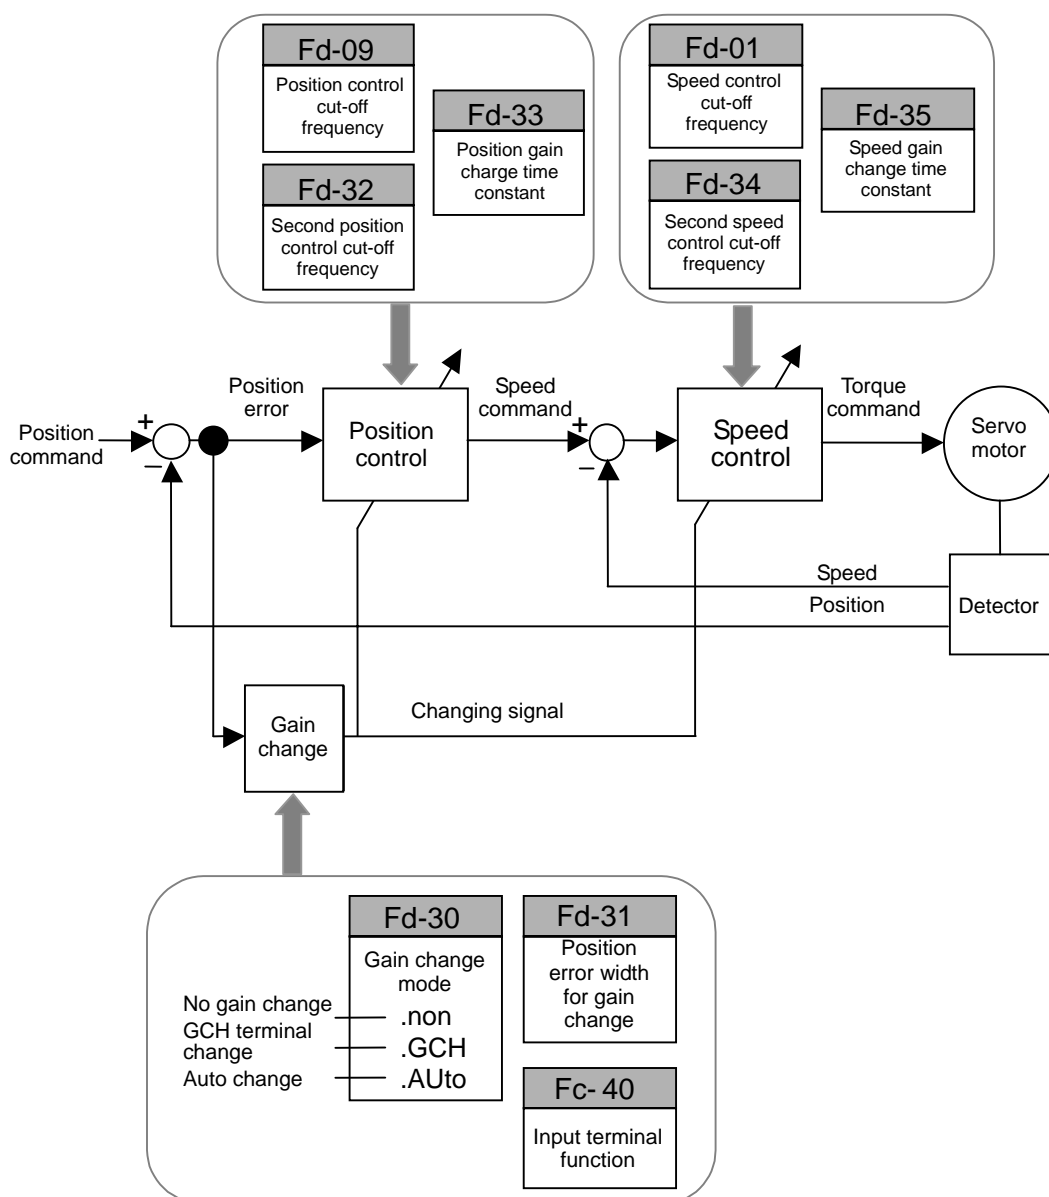 Fd-09
Position control
cut-off
frequency
Fd-33
Position gain
charge time
constant
Fd-32
Second position
control cut-off
frequency
Fd-01
Speed control
cut-off
frequency
Fd-35
Speed gain
change time
constant
Fd-34
Second speed
control cut-off
frequency
Position
command
+
−
Position
error
Position
control
Speed
command
+
−
Speed
control
Torque
command
Servo
motor
Speed
Position
Detector
Gain
change
Changing signal
Fd-30
Gain change
mode
No gain change
.non
GCH terminal
change
.GCH
Auto change
.AUto
Fd-31
Position
error width
for gain
change
Fc- 40
Input terminal
function